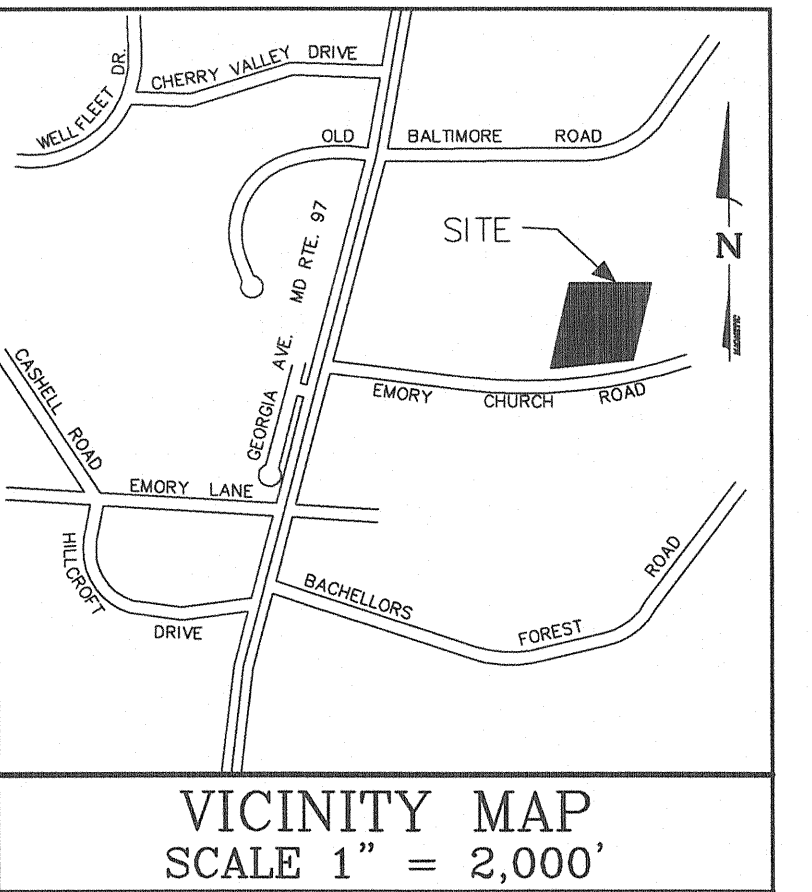 WELLFLEET DR.
CHERRY VALLEY DRIVE
OLD BALTIMORE ROAD
SITE
N
GEORGIA AVE. MD RTE. 97
EMORY CHURCH ROAD
CASHELL ROAD
EMORY LANE
HILLCROFT DRIVE
BACHELLORS FOREST ROAD
VICINITY MAP
SCALE 1" = 2,000'